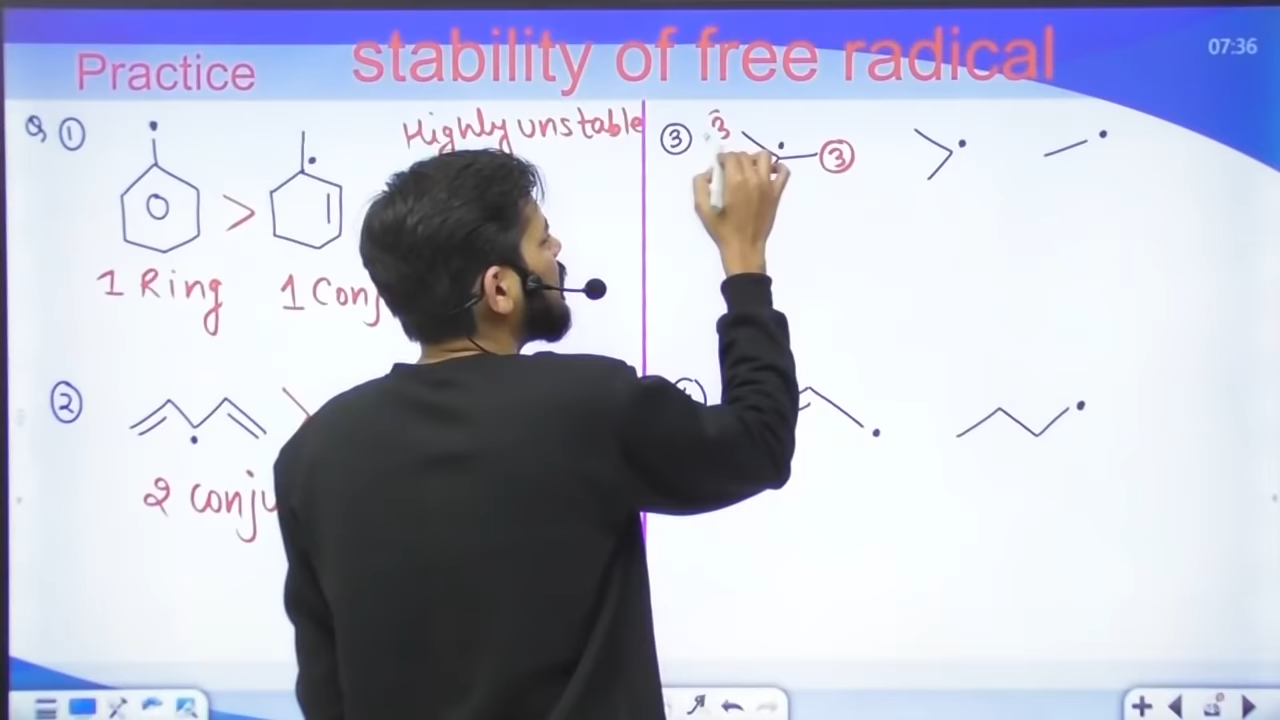 Practice
stability of free radical
07:36
Q ①
Highly unstable
1 Ring > 1 Conj
②
2 conju
③
3
③